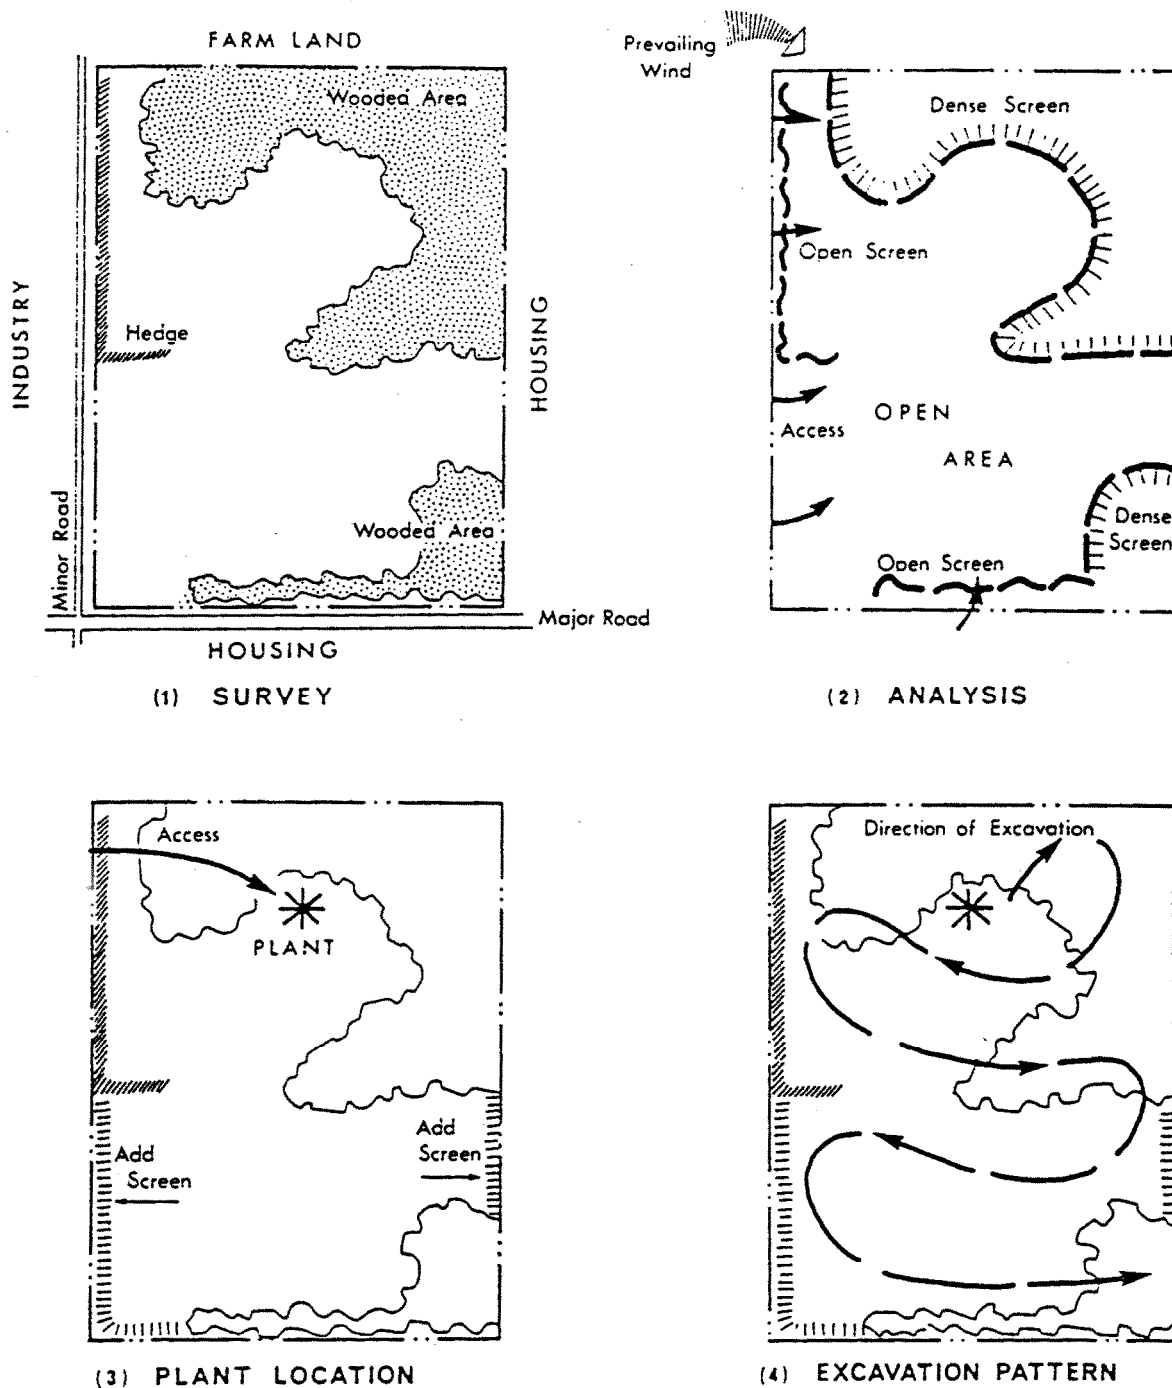 FARM LAND
Wooded Area
INDUSTRY
Hedge
HOUSING
Minor Road
Wooded Area
Major Road
HOUSING
(1) SURVEY
Prevailing
Wind
Dense Screen
Open Screen
OPEN
Access
AREA
Dense
Screen
Open Screen
(2) ANALYSIS
Access
PLANT
Add
Screen
Add
Screen
(3) PLANT LOCATION
Direction of Excavation
(4) EXCAVATION PATTERN